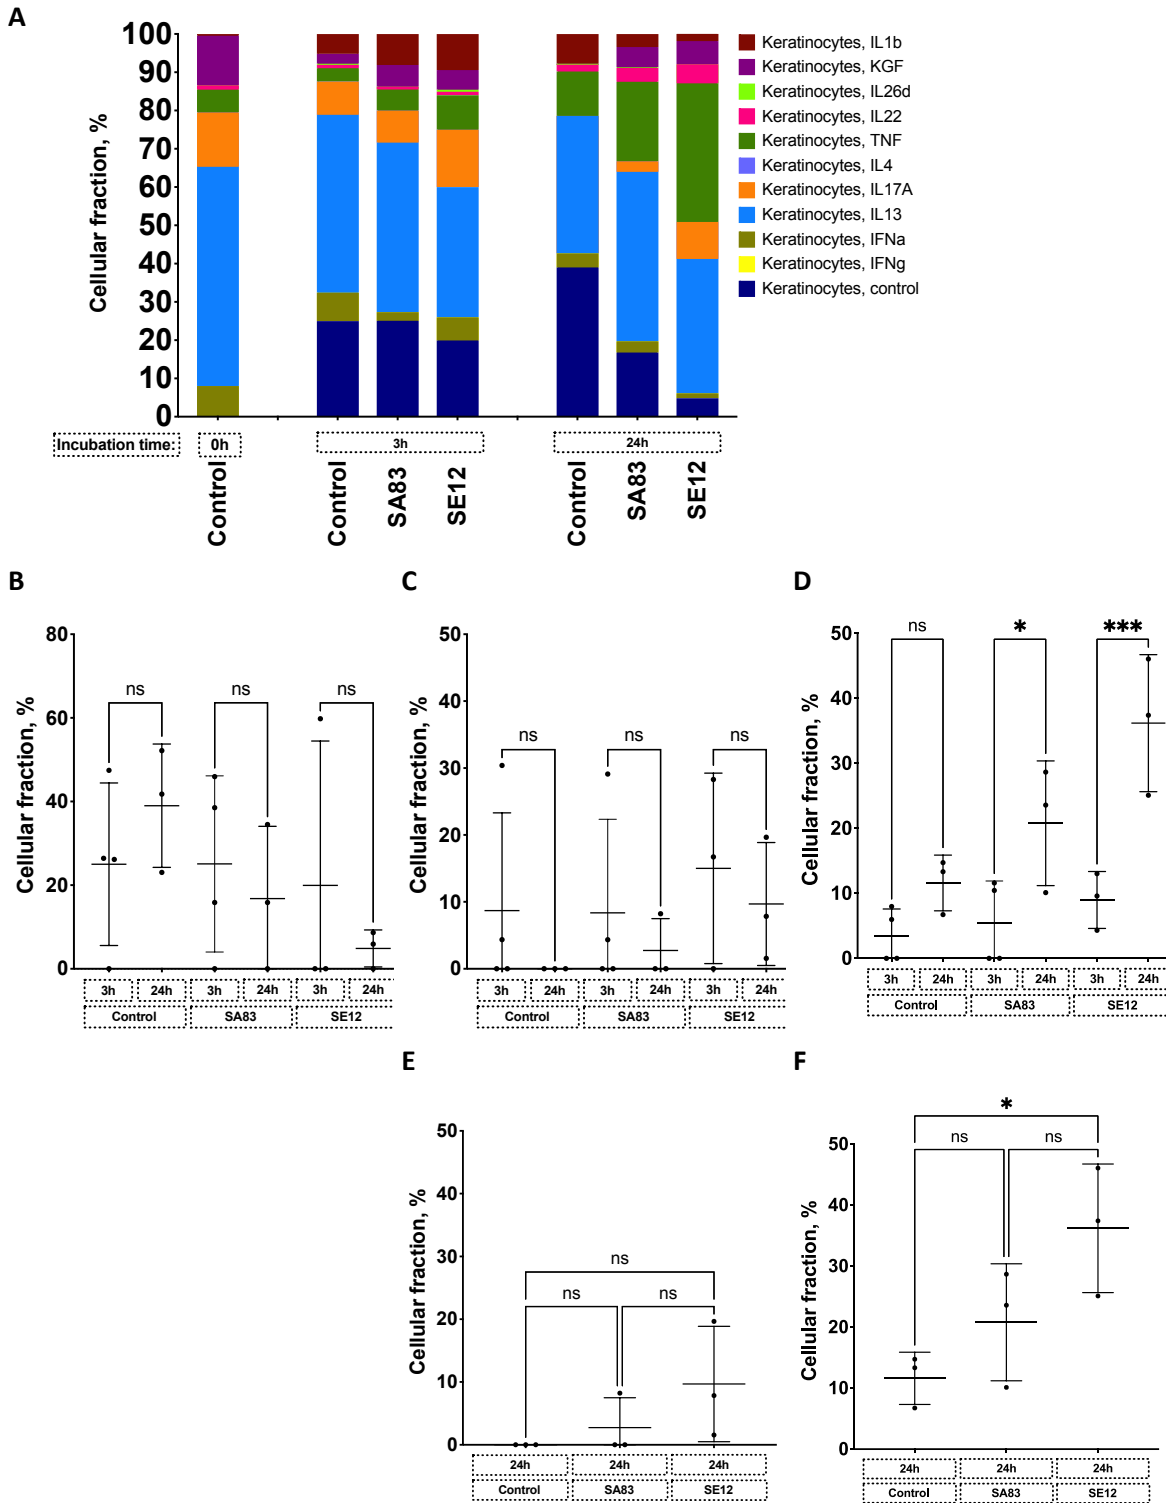 A
Cellular fraction, %
100
90
80
70
60
50
40
30
20
10
0
Keratinocytes, IL1b
Keratinocytes, KGF
Keratinocytes, IL26d
Keratinocytes, IL22
Keratinocytes, TNF
Keratinocytes, IL4
Keratinocytes, IL17A
Keratinocytes, IL13
Keratinocytes, IFNa
Keratinocytes, IFNg
Keratinocytes, control
Incubation time: 0h 3h 24h
Control Control SA83 SE12 Control SA83 SE12
B
Cellular fraction, %
80
60
40
20
0
ns ns ns
3h 24h 3h 24h 3h 24h
Control SA83 SE12
C
Cellular fraction, %
50
40
30
20
10
0
ns ns ns
3h 24h 3h 24h 3h 24h
Control SA83 SE12
D
Cellular fraction, %
50
40
30
20
10
0
ns * ***
3h 24h 3h 24h 3h 24h
Control SA83 SE12
E
Cellular fraction, %
50
40
30
20
10
0
ns
ns ns
24h 24h 24h
Control SA83 SE12
F
Cellular fraction, %
50
40
30
20
10
0
*
ns ns
24h 24h 24h
Control SA83 SE12